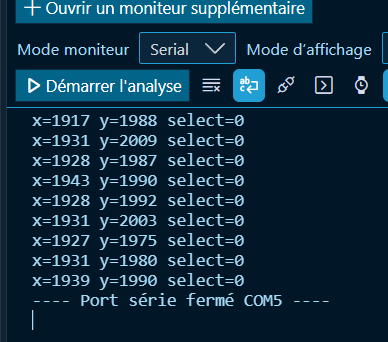 + Ouvrir un moniteur supplémentaire
Mode moniteur Serial Mode d'affichage
Démarrer l'analyse ab c
x=1917 y=1988 select=0
x=1931 y=2009 select=0
x=1928 y=1987 select=0
x=1943 y=1990 select=0
x=1928 y=1992 select=0
x=1931 y=2003 select=0
x=1927 y=1975 select=0
x=1931 y=1980 select=0
x=1939 y=1990 select=0
---- Port série fermé COM5 ----